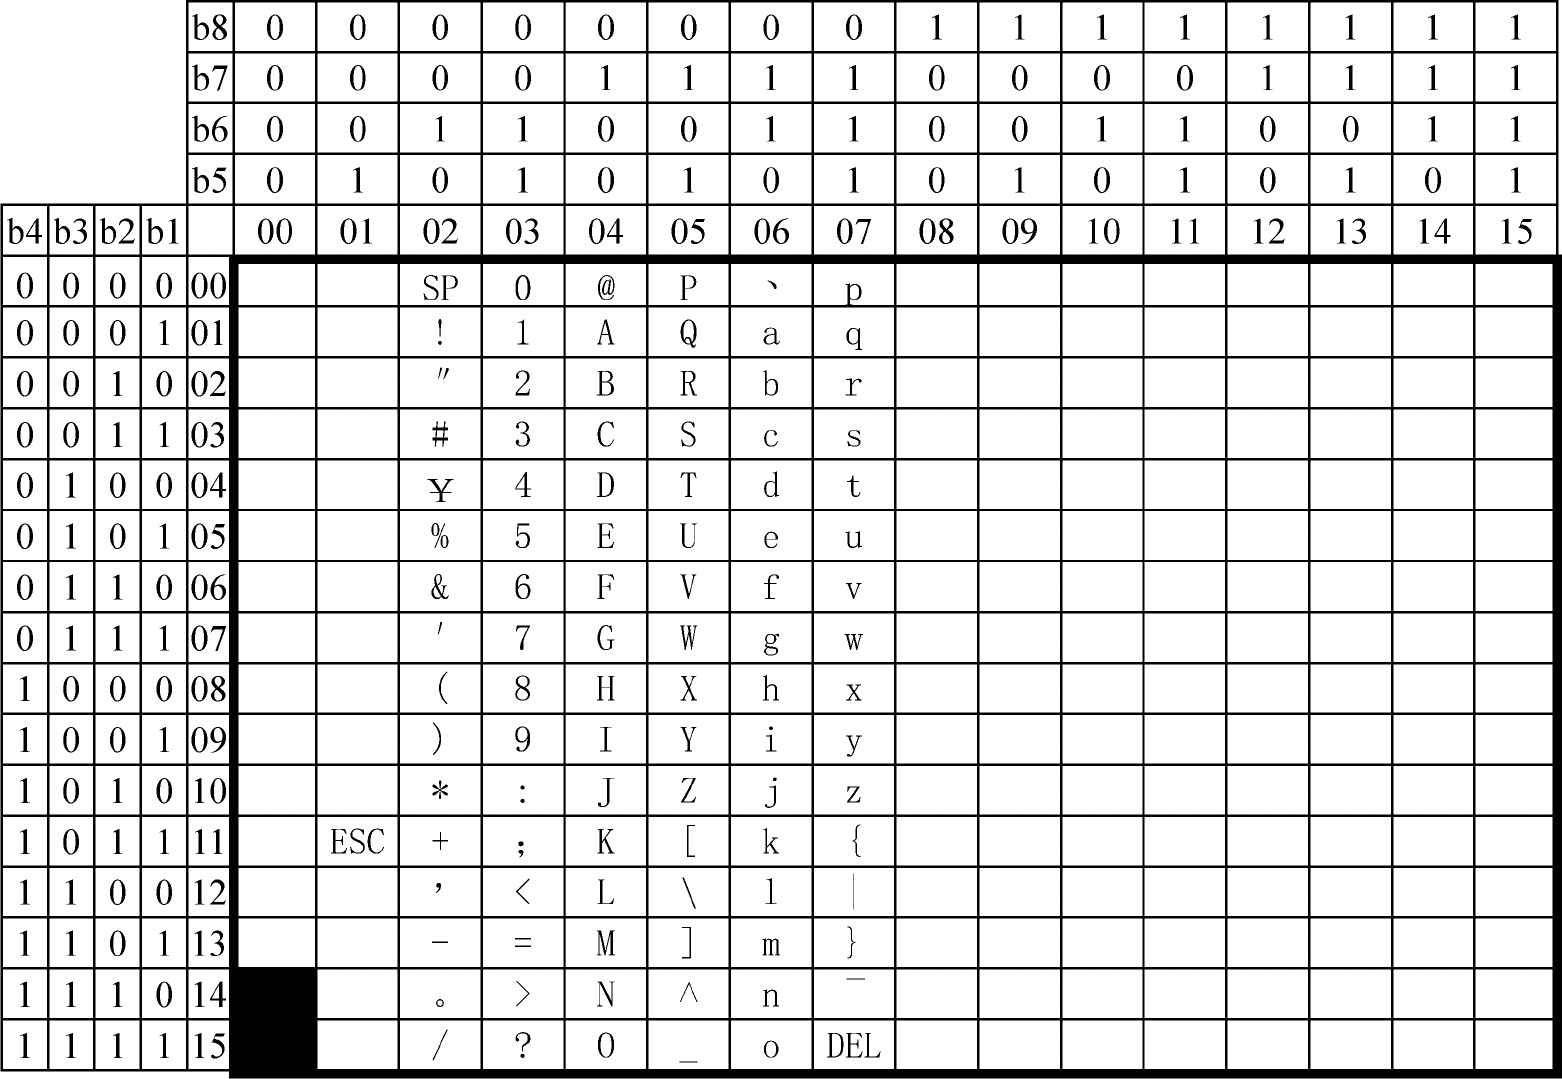 b8 0 0 0 0 0 0 0 0 1 1 1 1 1 1 1 1
b7 0 0 0 0 1 1 1 1 0 0 0 0 1 1 1 1
b6 0 0 1 1 0 0 1 1 0 0 1 1 0 0 1 1
b5 0 1 0 1 0 1 0 1 0 1 0 1 0 1 0 1
b4 b3 b2 b1 00 01 02 03 04 05 06 07 08 09 10 11 12 13 14 15
0 0 0 0 00 SP 0 @ P 、 p
0 0 0 1 01 ! 1 A Q a q
0 0 1 0 02 ″ 2 B R b r
0 0 1 1 03 # 3 C S c s
0 1 0 0 04 ¥ 4 D T d t
0 1 0 1 05 % 5 E U e u
0 1 1 0 06 & 6 F V f v
0 1 1 1 07 ′ 7 G W g w
1 0 0 0 08 ( 8 H X h x
1 0 0 1 09 ) 9 I Y i y
1 0 1 0 10 * : J Z j z
1 0 1 1 11 ESC + ; K [ k {
1 1 0 0 12 ’ < L \ l |
1 1 0 1 13 - = M ] m }
1 1 1 0 14 。 > N ^ n ‾
1 1 1 1 15 / ? O _ o DEL